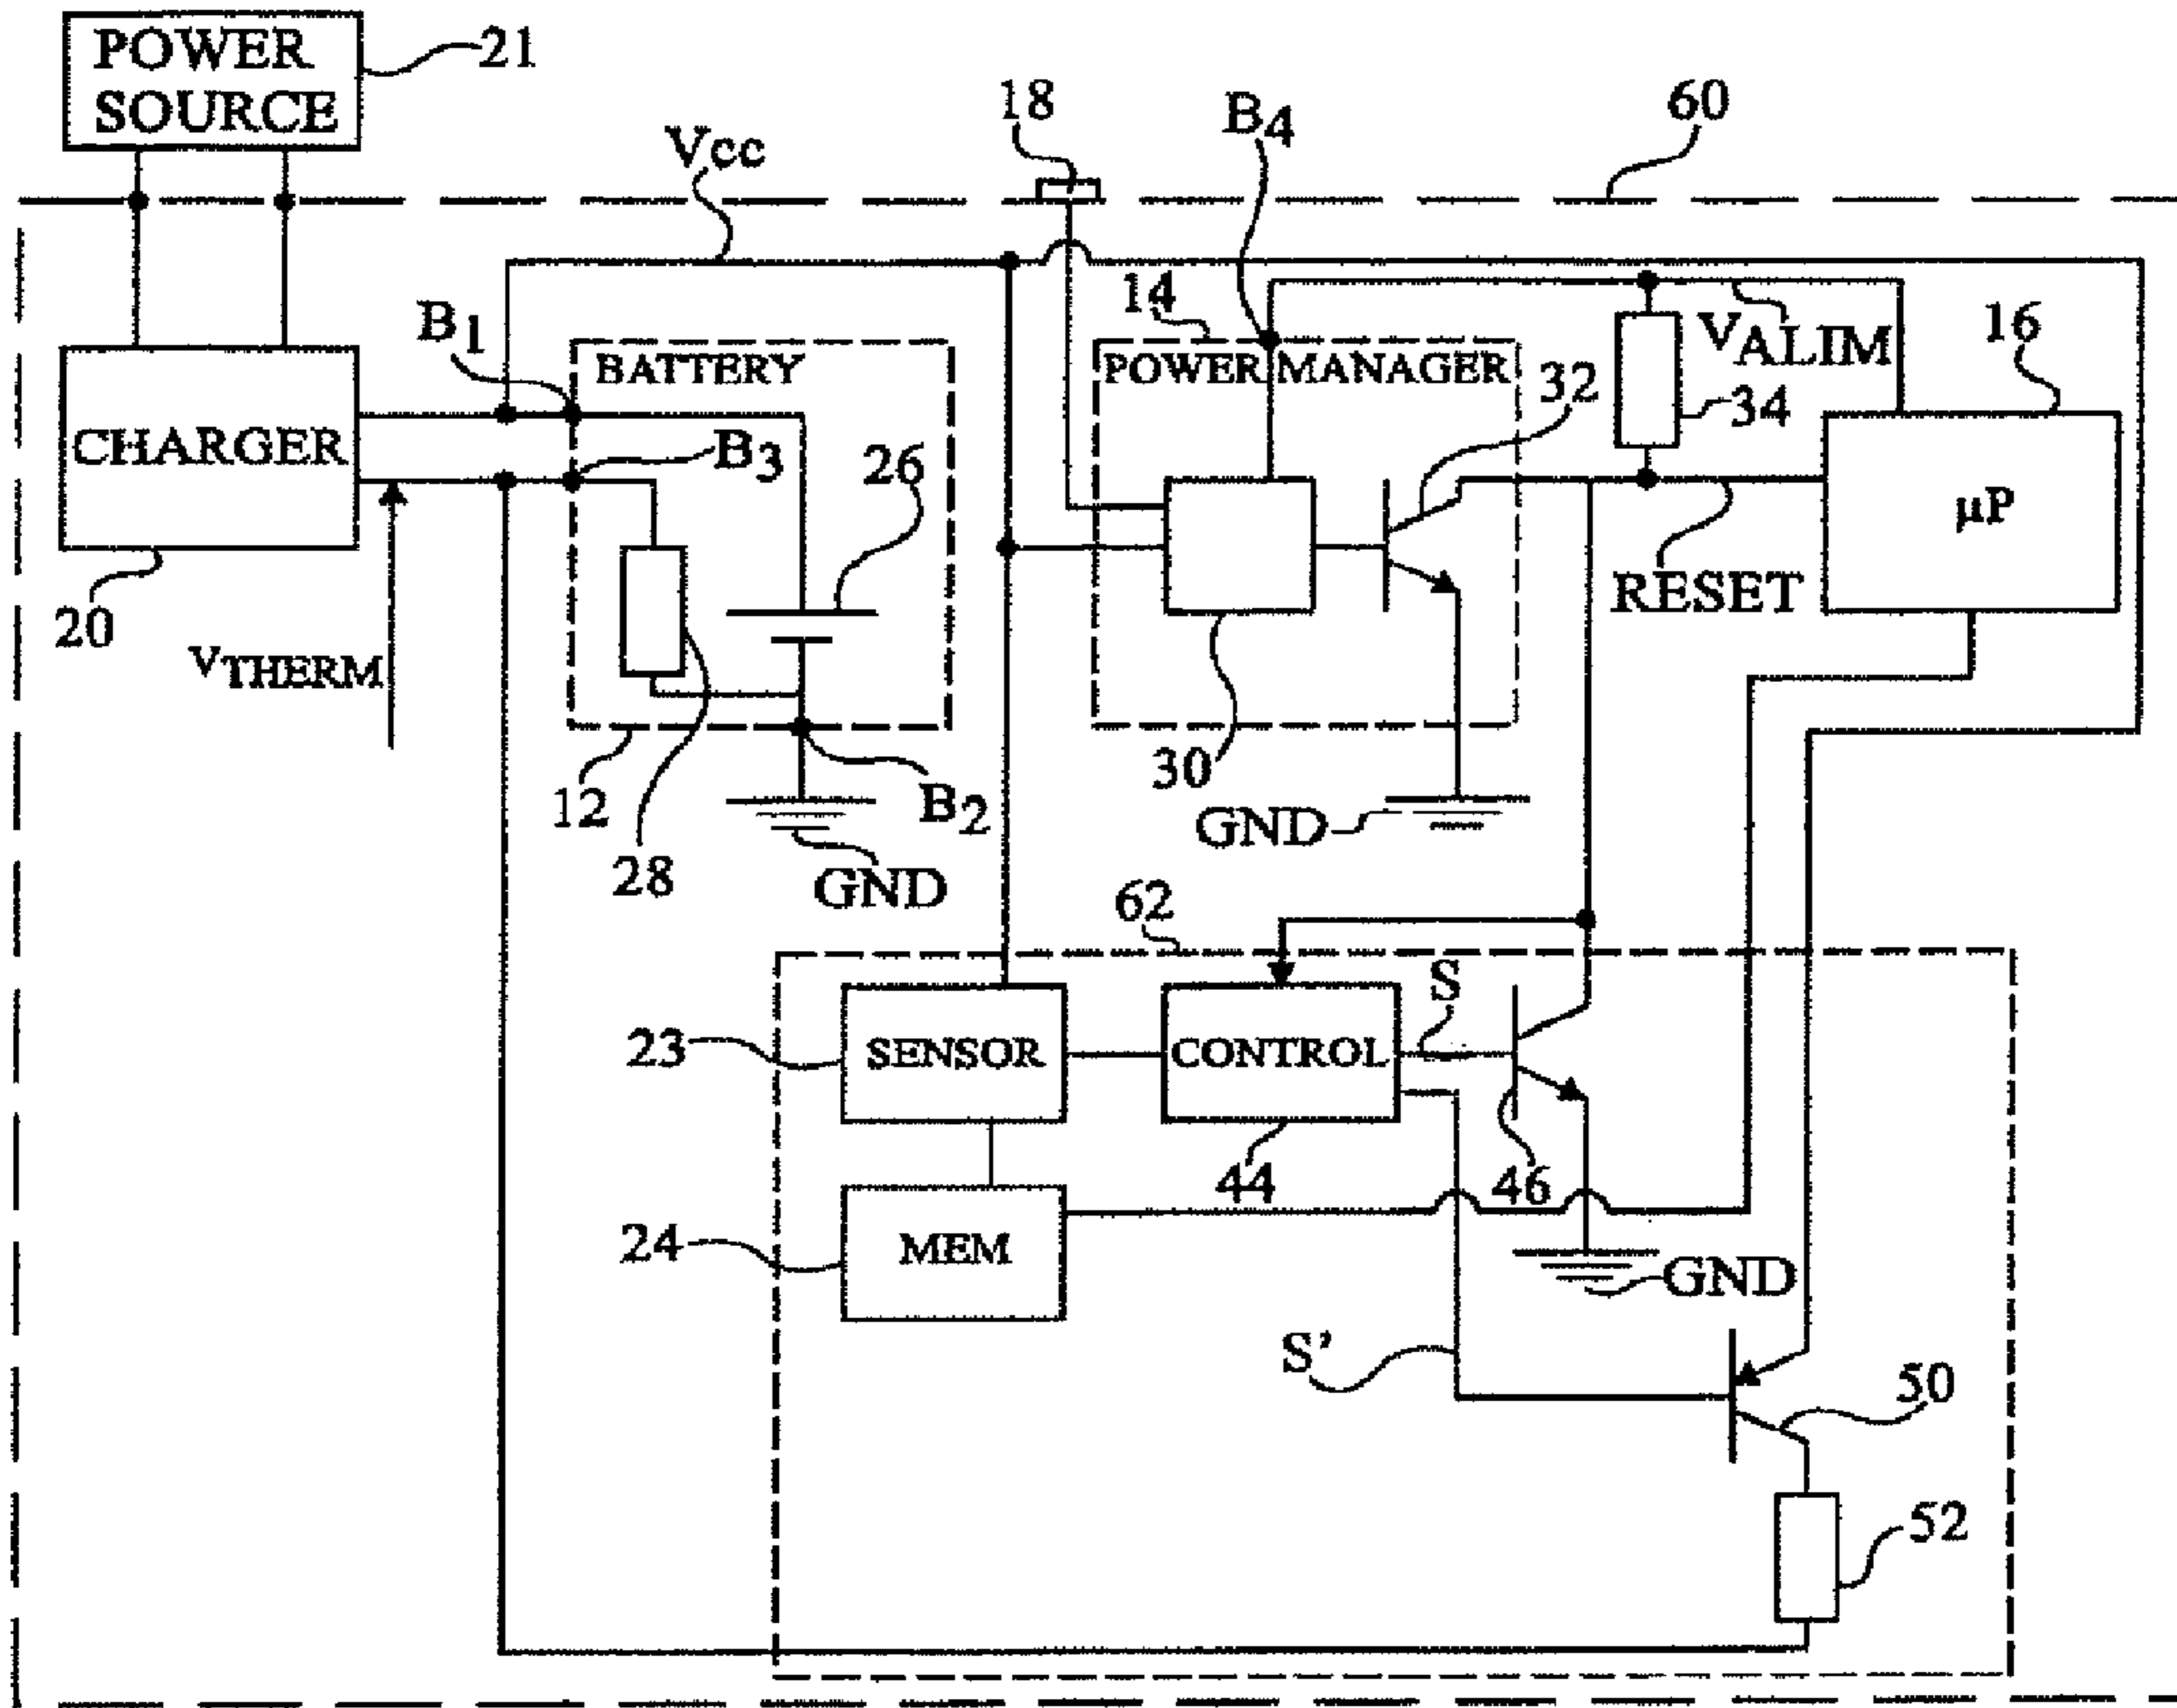 POWER
SOURCE
21
18
B4
60
Vcc
14
VALIM
16
B1
BATTERY
POWER MANAGER
32
34
CHARGER
B3
26
µP
RESET
20
VTHERM
12
28
B2
GND
30
GND
62
S
23
SENSOR
CONTROL
44
46
24
MEM
GND
S'
50
52